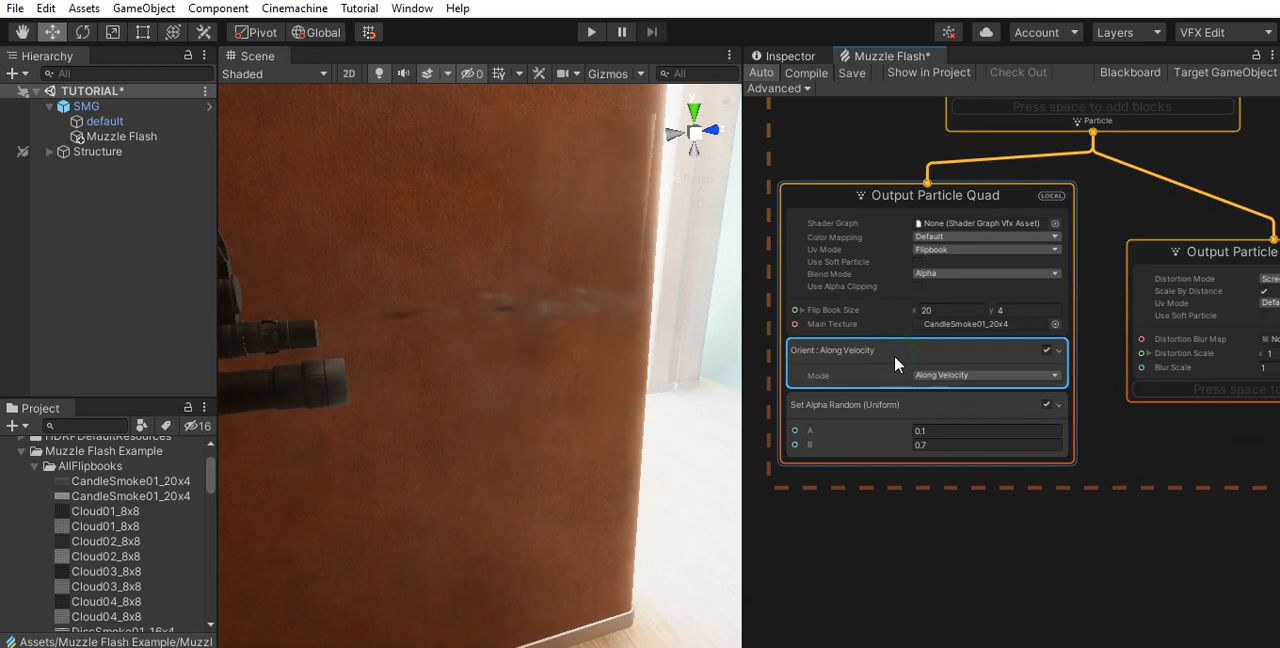 File Edit Assets GameObject Component Cinemachine Tutorial Window Help
Pivot Global Account Layers VFX Edit
Hierarchy
All
TUTORIAL*
SMG
default
Muzzle Flash
Structure
Scene
Shaded 2D 0 Gizmos All
y
Persp
Project
16
HDRPDefaultResources
Muzzle Flash Example
AllFlipbooks
CandleSmoke01_20x4
CandleSmoke01_20x4
Cloud01_8x8
Cloud01_8x8
Cloud02_8x8
Cloud02_8x8
Cloud03_8x8
Cloud03_8x8
Cloud04_8x8
Cloud04_8x8
DiscSmoke01_16x4
Assets/Muzzle Flash Example/Muzzl
Inspector Muzzle Flash*
Auto Compile Save Show in Project Check Out Blackboard Target GameObject
Advanced
Press space to add blocks
Particle
Output Particle Quad LOCAL
Shader Graph None (Shader Graph Vfx Asset)
Color Mapping Default
Uv Mode Flipbook
Use Soft Particle
Blend Mode Alpha
Use Alpha Clipping
Flip Book Size x 20 y 4
Main Texture CandleSmoke01_20x4
Orient : Along Velocity
Mode Along Velocity
Set Alpha Random (Uniform)
A 0.1
B 0.7
Output Particle
Distortion Mode Scre
Scale By Distance
Uv Mode Defa
Use Soft Particle
Distortion Blur Map No
Distortion Scale x 1
Blur Scale 1
Press space t